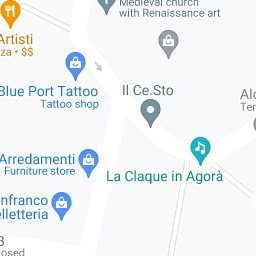 Medieval church
with Renaissance art
Artisti
za • $$
Blue Port Tattoo
Tattoo shop
Il Ce.Sto
Arredamenti
Furniture store
La Claque in Agorà
nfranco
elletteria